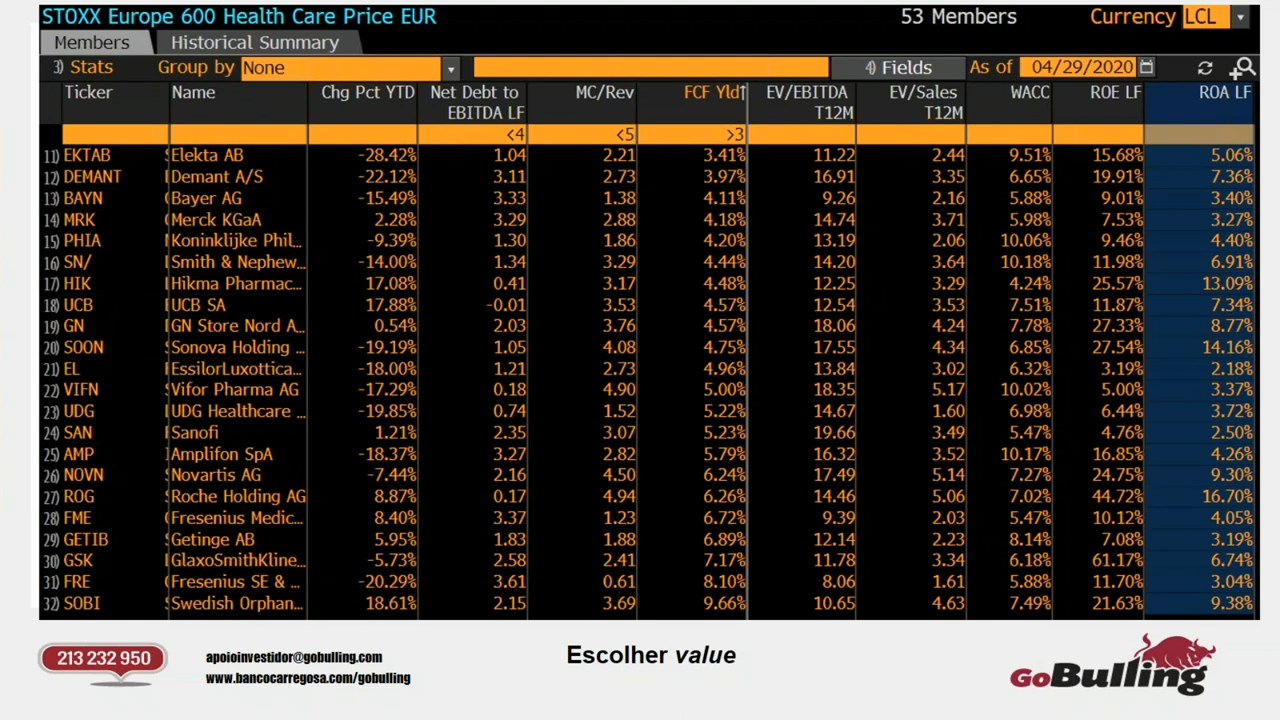 STOXX Europe 600 Health Care Price EUR 53 Members Currency LCL
Members Historical Summary
3) Stats Group by None 4) Fields As of 04/29/2020
Ticker Name Chg Pct YTD Net Debt to EBITDA LF MC/Rev FCF Yld↑ EV/EBITDA T12M EV/Sales T12M WACC ROE LF ROA LF
<4 <5 >3
11) EKTAB Elekta AB -28.42% 1.04 2.21 3.41% 11.22 2.44 9.51% 15.68% 5.06%
12) DEMANT Demant A/S -22.12% 3.11 2.73 3.97% 16.91 3.35 6.65% 19.91% 7.36%
13) BAYN Bayer AG -15.49% 3.33 1.38 4.11% 9.26 2.16 5.88% 9.01% 3.40%
14) MRK Merck KGaA 2.28% 3.29 2.88 4.18% 14.74 3.71 5.98% 7.53% 3.27%
15) PHIA Koninklijke Phil... -9.39% 1.30 1.86 4.20% 13.19 2.06 10.06% 9.46% 4.40%
16) SN/ Smith & Nephew... -14.00% 1.34 3.29 4.44% 14.20 3.64 10.18% 11.98% 6.91%
17) HIK Hikma Pharmac... 17.08% 0.41 3.17 4.48% 12.25 3.29 4.24% 25.57% 13.09%
18) UCB UCB SA 17.88% -0.01 3.53 4.57% 12.54 3.53 7.51% 11.87% 7.34%
19) GN GN Store Nord A... 0.54% 2.03 3.76 4.57% 18.06 4.24 7.78% 27.33% 8.77%
20) SOON Sonova Holding ... -19.19% 1.05 4.08 4.75% 17.55 4.34 6.85% 27.54% 14.16%
21) EL EssilorLuxottica... -18.00% 1.21 2.73 4.96% 13.84 3.02 6.32% 3.19% 2.18%
22) VIFN Vifor Pharma AG -17.29% 0.18 4.90 5.00% 18.35 5.17 10.02% 5.00% 3.37%
23) UDG UDG Healthcare ... -19.85% 0.74 1.52 5.22% 14.67 1.60 6.98% 6.44% 3.72%
24) SAN Sanofi 1.21% 2.35 3.07 5.23% 19.66 3.49 5.47% 4.76% 2.50%
25) AMP Amplifon SpA -18.37% 3.27 2.82 5.79% 16.32 3.52 10.17% 16.85% 4.26%
26) NOVN Novartis AG -7.44% 2.16 4.50 6.24% 17.49 5.14 7.27% 24.75% 9.30%
27) ROG Roche Holding AG 8.87% 0.17 4.94 6.26% 14.46 5.06 7.02% 44.72% 16.70%
28) FME Fresenius Medic... 8.40% 3.37 1.23 6.72% 9.39 2.03 5.47% 10.12% 4.05%
29) GETIB Getinge AB 5.95% 1.83 1.88 6.89% 12.14 2.23 8.14% 7.08% 3.19%
30) GSK GlaxoSmithKline... -5.73% 2.58 2.41 7.17% 11.78 3.34 6.18% 61.17% 6.74%
31) FRE Fresenius SE & ... -20.29% 3.61 0.61 8.10% 8.06 1.61 5.88% 11.70% 3.04%
32) SOBI Swedish Orphan... 18.61% 2.15 3.69 9.66% 10.65 4.63 7.49% 21.63% 9.38%
213 232 950
apoioinvestidor@gobulling.com
www.bancocarregosa.com/gobulling
Escolher value
GoBulling